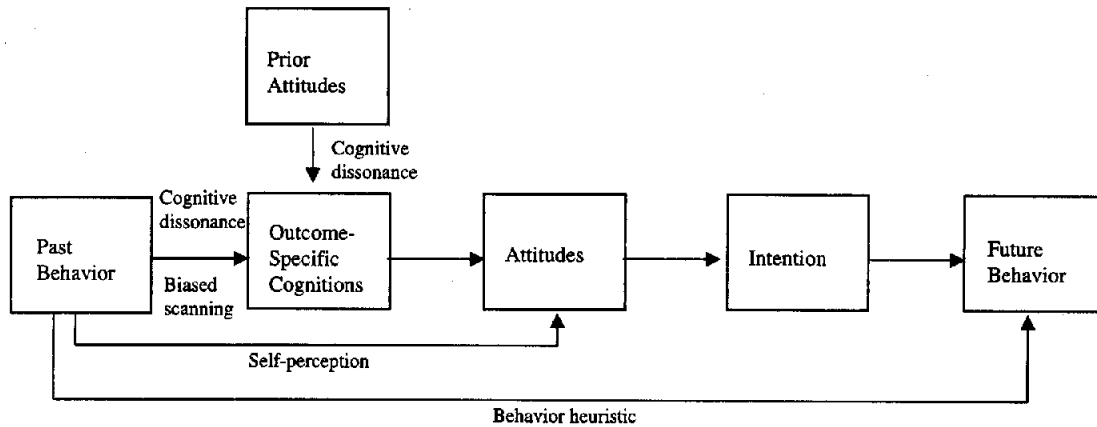 Prior
Attitudes
Cognitive
dissonance
Cognitive
dissonance
Past
Behavior
Biased
scanning
Outcome-
Specific
Cognitions
Attitudes
Intention
Future
Behavior
Self-perception
Behavior heuristic